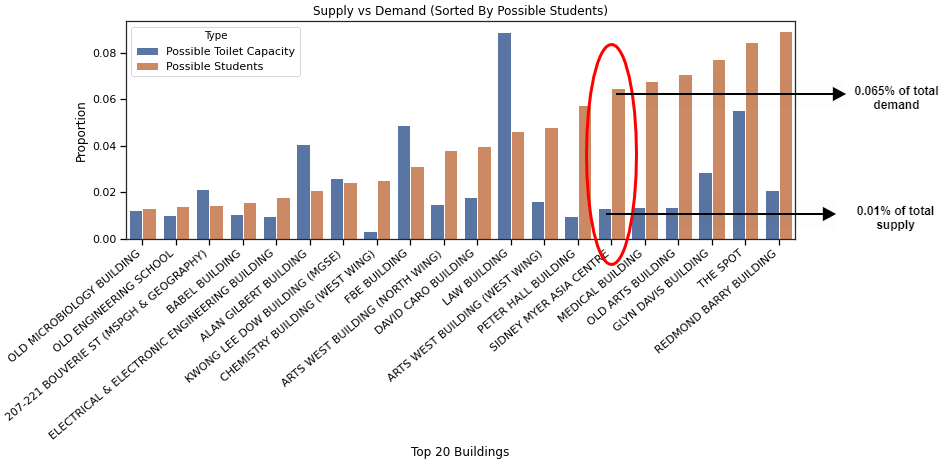 Supply vs Demand (Sorted By Possible Students)
Type
Possible Toilet Capacity
Possible Students
Proportion
0.08
0.06
0.04
0.02
0.00
0.065% of total
demand
0.01% of total
supply
OLD MICROBIOLOGY BUILDING
OLD ENGINEERING SCHOOL
207-221 BOUVERIE ST (MSPGH & GEOGRAPHY)
BABEL BUILDING
ELECTRICAL & ELECTRONIC ENGINEERING BUILDING
ALAN GILBERT BUILDING
KWONG LEE DOW BUILDING (MGSE)
CHEMISTRY BUILDING (WEST WING)
FBE BUILDING
ARTS WEST BUILDING (NORTH WING)
DAVID CARO BUILDING
LAW BUILDING
ARTS WEST BUILDING (WEST WING)
PETER HALL BUILDING
SIDNEY MYER ASIA CENTRE
MEDICAL BUILDING
OLD ARTS BUILDING
GLYN DAVIS BUILDING
THE SPOT
REDMOND BARRY BUILDING
Top 20 Buildings